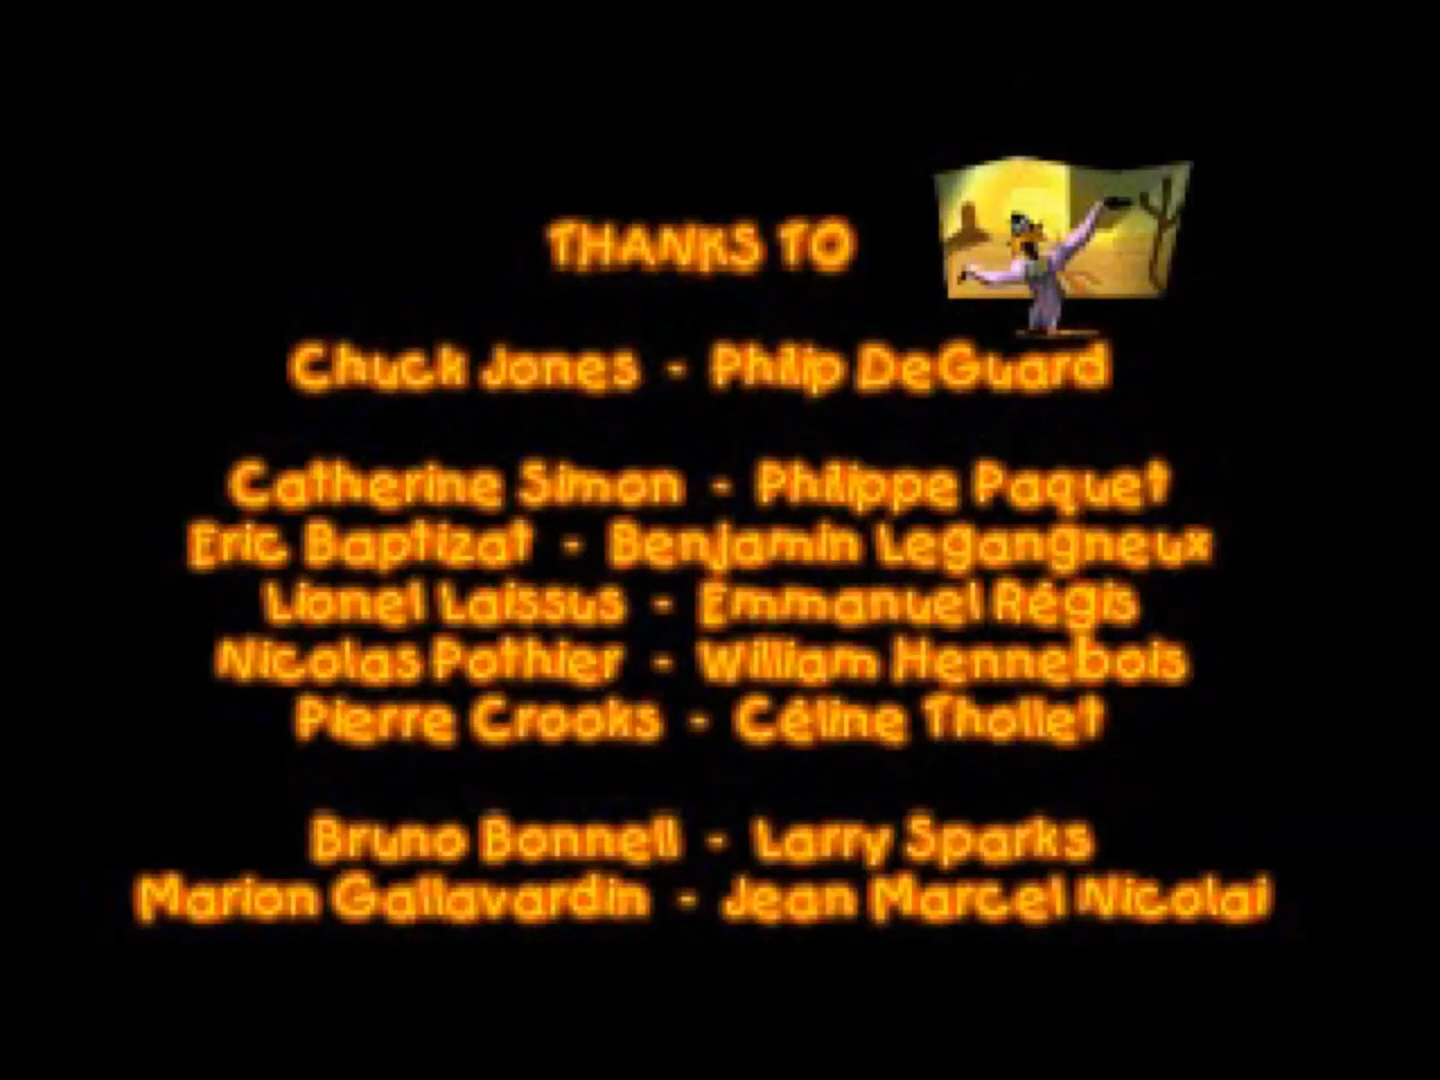 THANKS TO
Chuck Jones - Philip DeGuard
Catherine Simon - Philippe Paquet
Eric Baptizat - Benjamin Legangneux
Lionel Laissus - Emmanuel Régis
Nicolas Pothier - William Hennebois
Pierre Crooks - Céline Thollet
Bruno Bonnell - Larry Sparks
Marion Gallavardin - Jean Marcel Nicolai